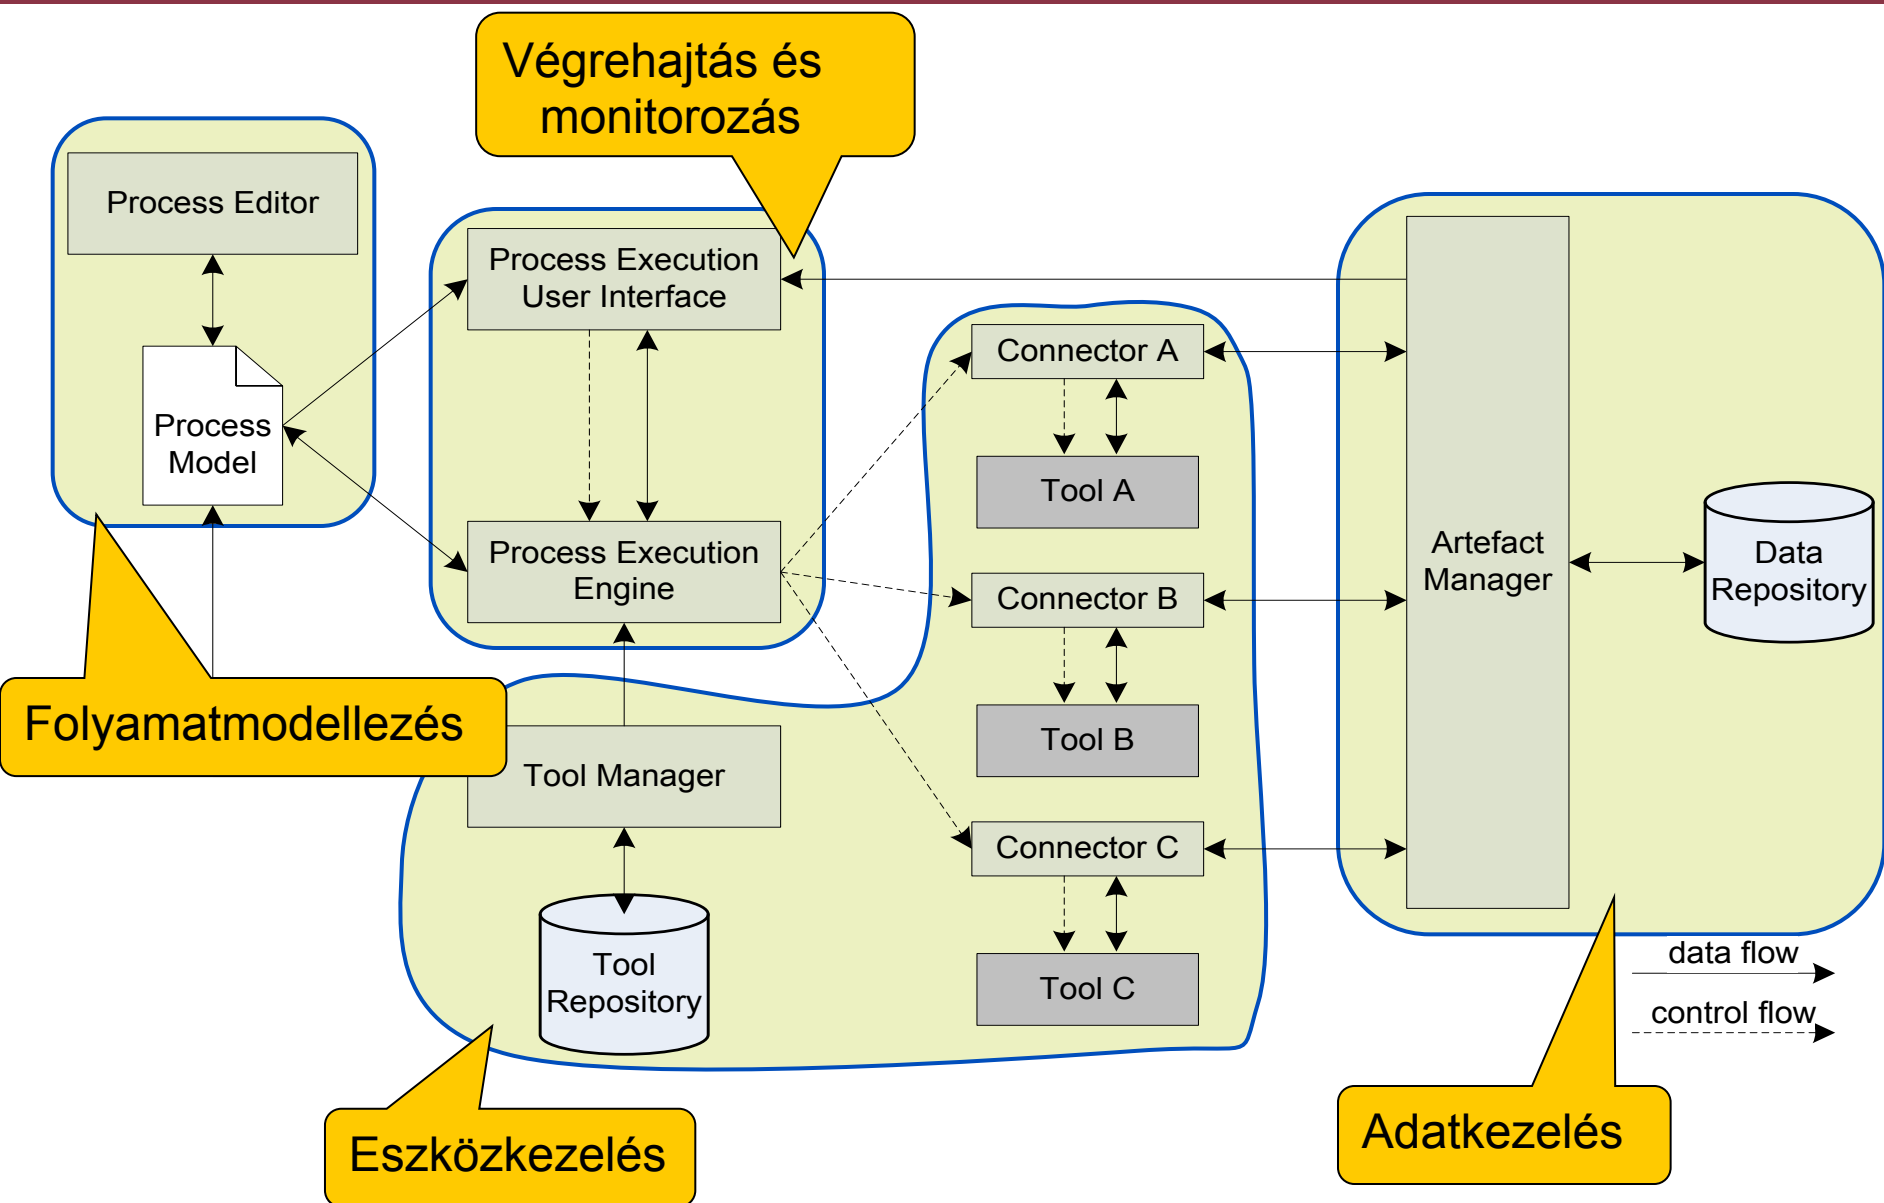 Végrehajtás és
monitorozás
Process Editor
Process Execution
User Interface
Connector A
Process
Model
Tool A
Process Execution
Engine
Artefact
Manager
Data
Repository
Connector B
Folyamatmodellezés
Tool B
Tool Manager
Connector C
Tool
Repository
Tool C
data flow
control flow
Eszközkezelés
Adatkezelés